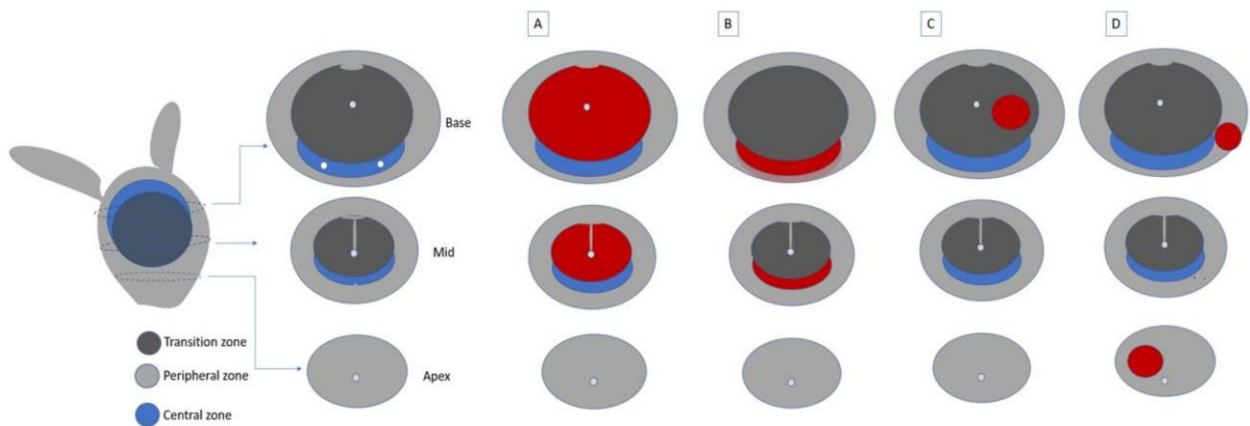 A
B
C
D
Base
Mid
Apex
Transition zone
Peripheral zone
Central zone